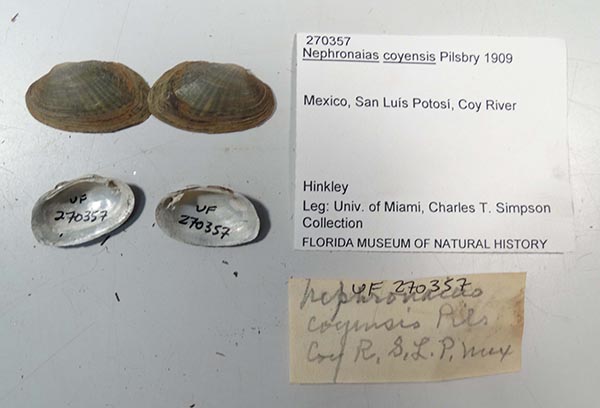 270357
Nephronaias coyensis Pilsbry 1909
Mexico, San Luís Potosí, Coy River
Hinkley
Leg: Univ. of Miami, Charles T. Simpson
Collection
FLORIDA MUSEUM OF NATURAL HISTORY
UF
270357
UF
270357
UF 270357
Nephronaias
coyensis Pils
Coy R, S.L.P. Mex